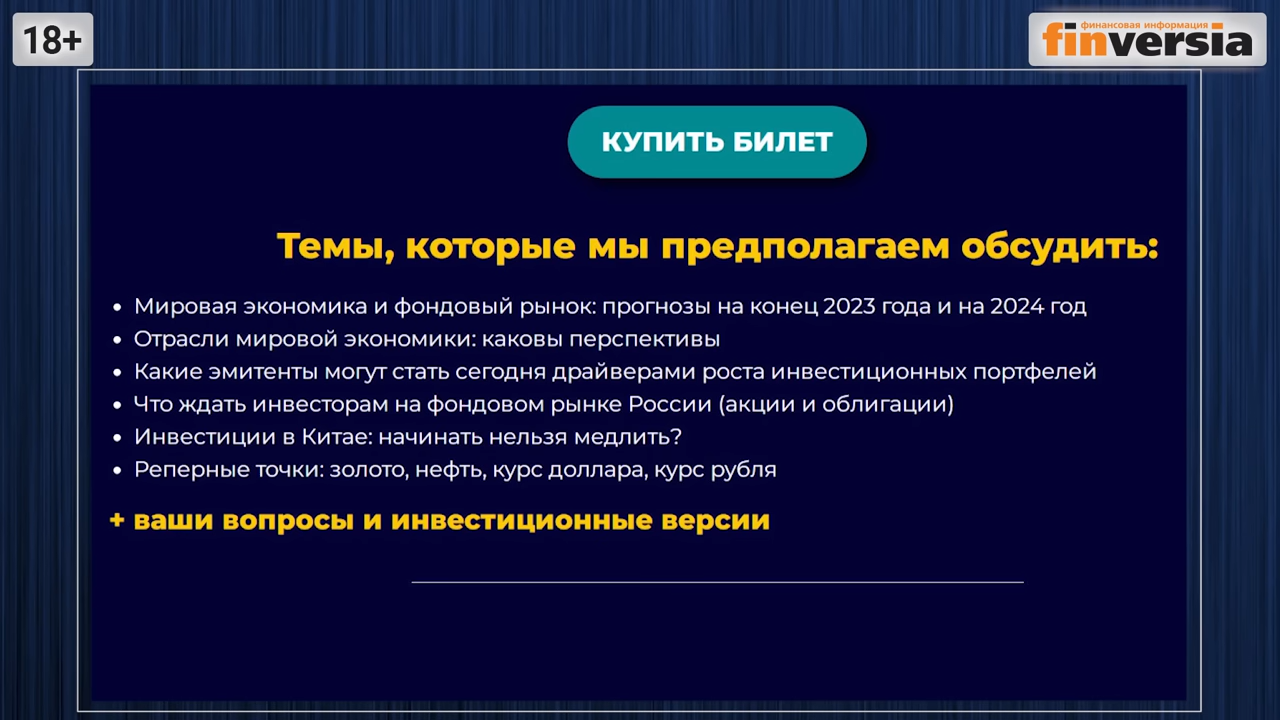 18+
финансовая информация
finversia
КУПИТЬ БИЛЕТ
Темы, которые мы предполагаем обсудить:
• Мировая экономика и фондовый рынок: прогнозы на конец 2023 года и на 2024 год
• Отрасли мировой экономики: каковы перспективы
• Какие эмитенты могут стать сегодня драйверами роста инвестиционных портфелей
• Что ждать инвесторам на фондовом рынке России (акции и облигации)
• Инвестиции в Китае: начинать нельзя медлить?
• Реперные точки: золото, нефть, курс доллара, курс рубля
+ ваши вопросы и инвестиционные версии